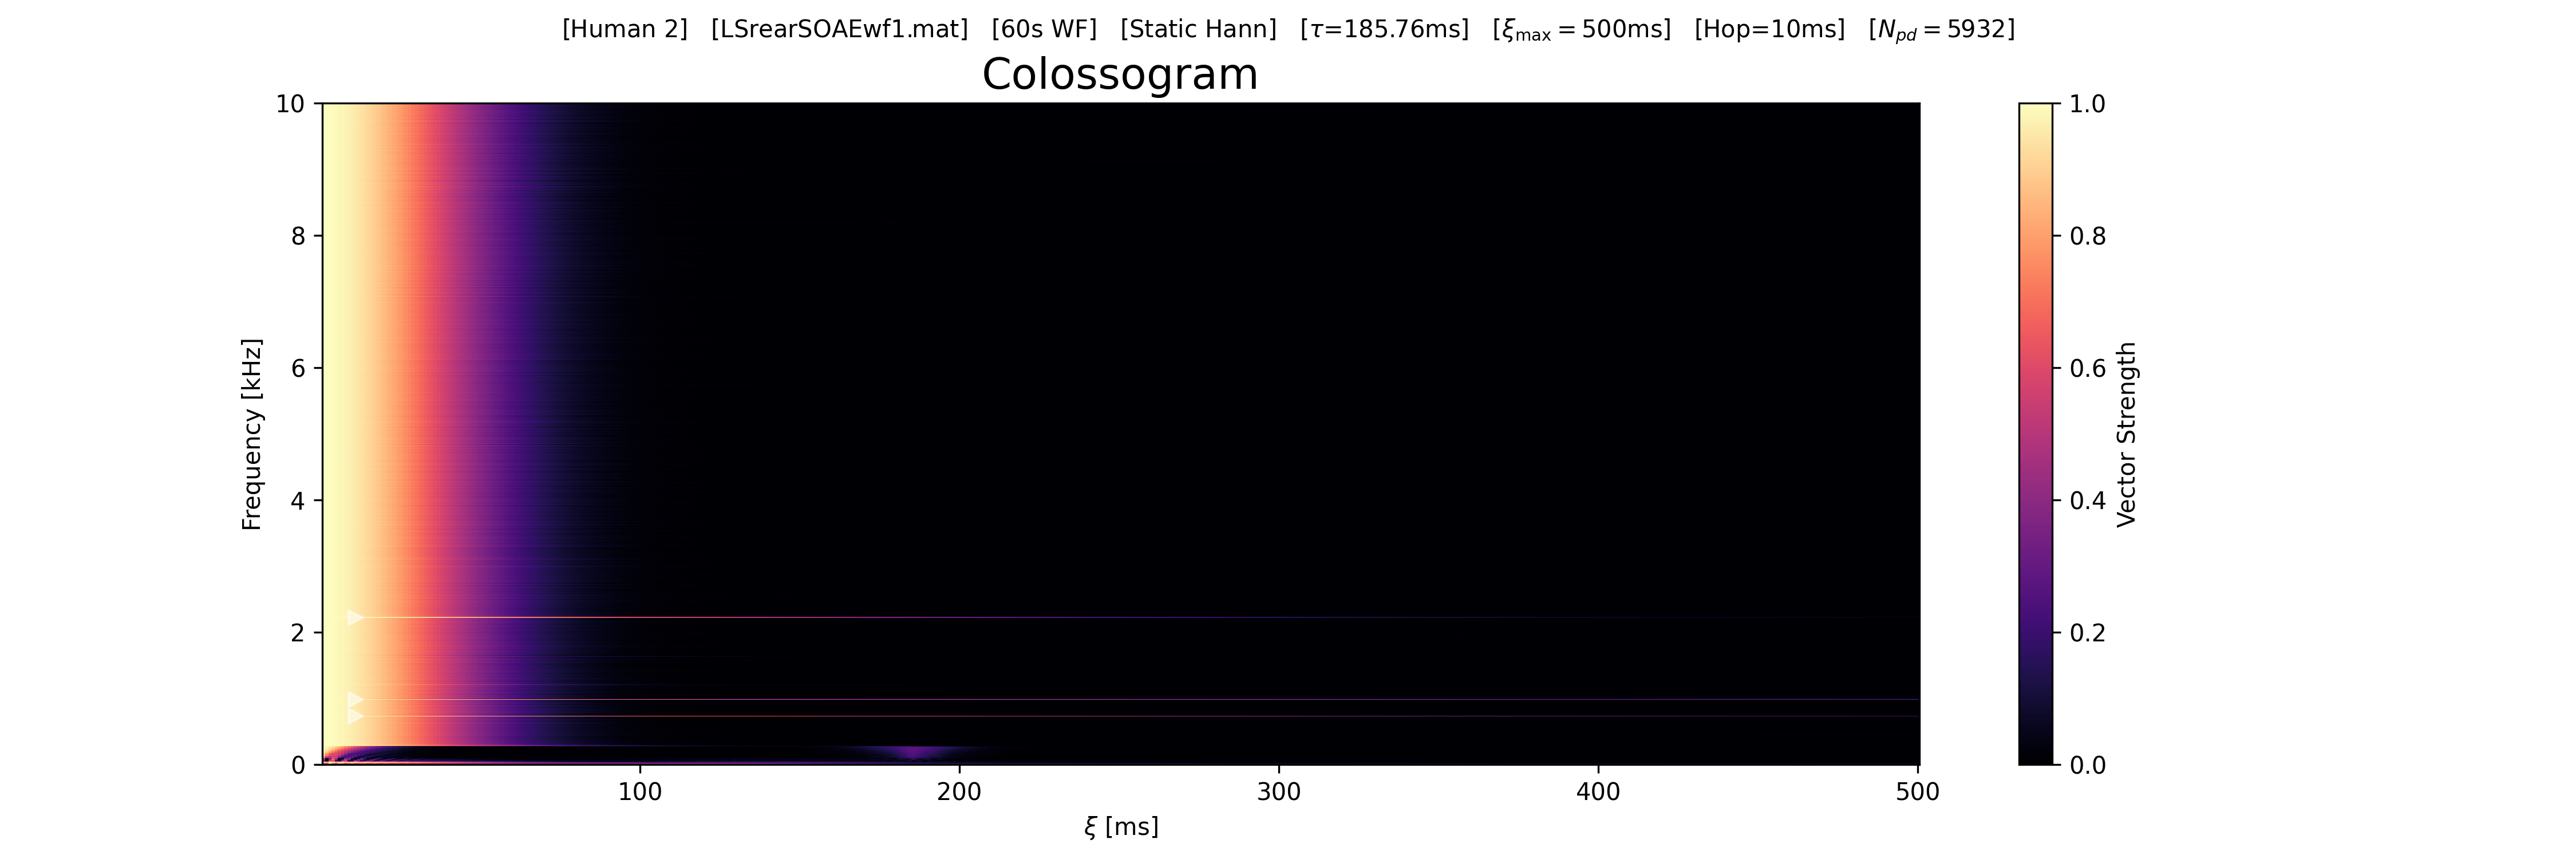 [Human 2] [LSrearSOAEwf1.mat] [60s WF] [Static Hann] [τ=185.76ms] [ξmax = 500ms] [Hop=10ms] [Npd = 5932]
Colossogram
10
8
6
4
2
0
Frequency [kHz]
100 200 300 400 500
ξ [ms]
1.0
0.8
0.6
0.4
0.2
0.0
Vector Strength